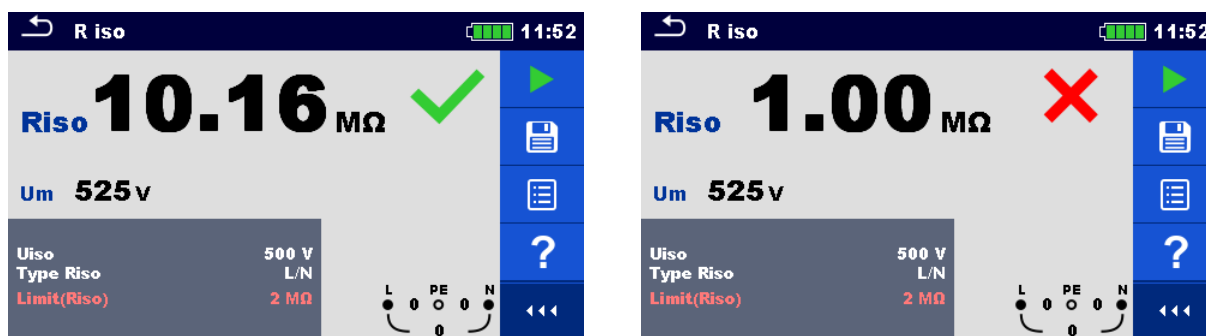 R iso 11:52
Riso 10.16 MΩ
Um 525 V
Uiso 500 V
Type Riso L/N
Limit(Riso) 2 MΩ
L PE N
0 0
0
?
R iso 11:52
Riso 1.00 MΩ
Um 525 V
Uiso 500 V
Type Riso L/N
Limit(Riso) 2 MΩ
L PE N
0 0
0
?